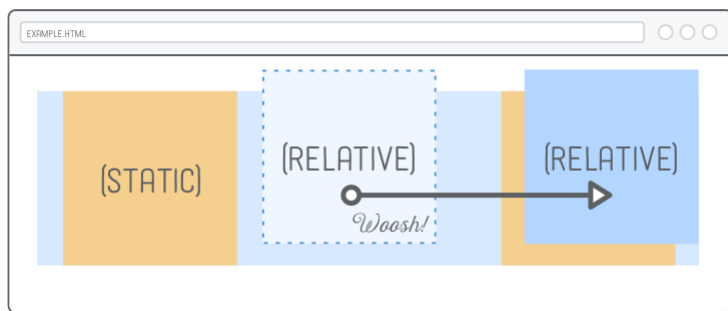 EXAMPLE.HTML
(RELATIVE) (RELATIVE)
(STATIC)
Woosh!